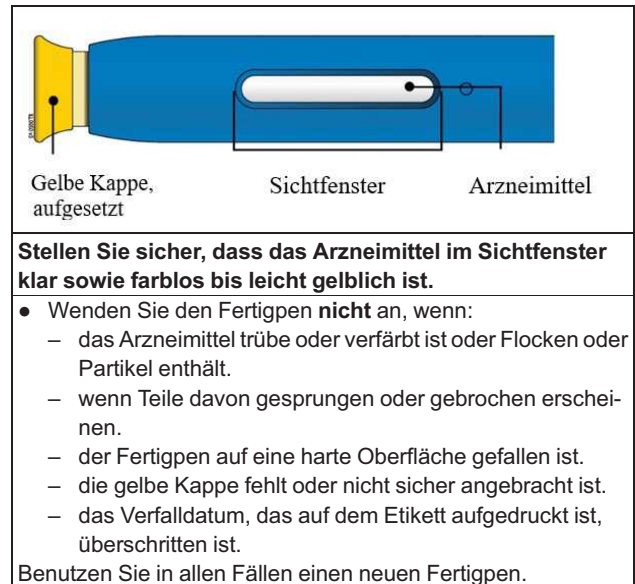 Gelbe Kappe,
aufgesetzt
Sichtfenster
Arzneimittel
Stellen Sie sicher, dass das Arzneimittel im Sichtfenster
klar sowie farblos bis leicht gelblich ist.
● Wenden Sie den Fertigpen nicht an, wenn:
– das Arzneimittel trübe oder verfärbt ist oder Flocken oder
Partikel enthält.
– wenn Teile davon gesprungen oder gebrochen erschei-
nen.
– der Fertigpen auf eine harte Oberfläche gefallen ist.
– die gelbe Kappe fehlt oder nicht sicher angebracht ist.
– das Verfalldatum, das auf dem Etikett aufgedruckt ist,
überschritten ist.
Benutzen Sie in allen Fällen einen neuen Fertigpen.